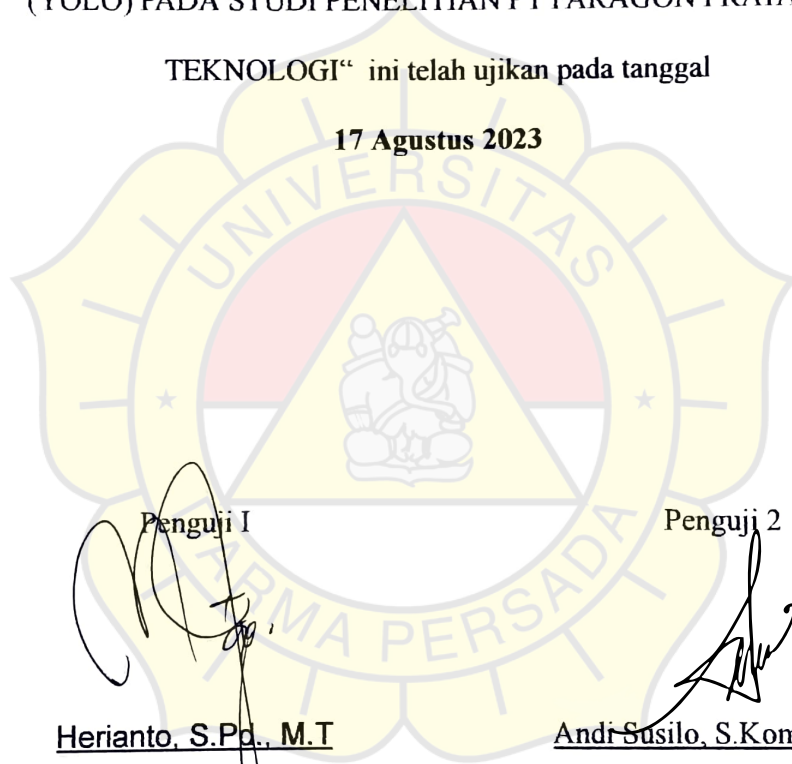 (YOLO) PADA STUDI PENELITIAN PT PARAGON PRATA
TEKNOLOGI“ ini telah ujikan pada tanggal
17 Agustus 2023
UNIVERSITAS
DARMA PERSADA
Penguji I
Penguji 2
Herianto, S.Pd., M.T
Andi Susilo, S.Kom